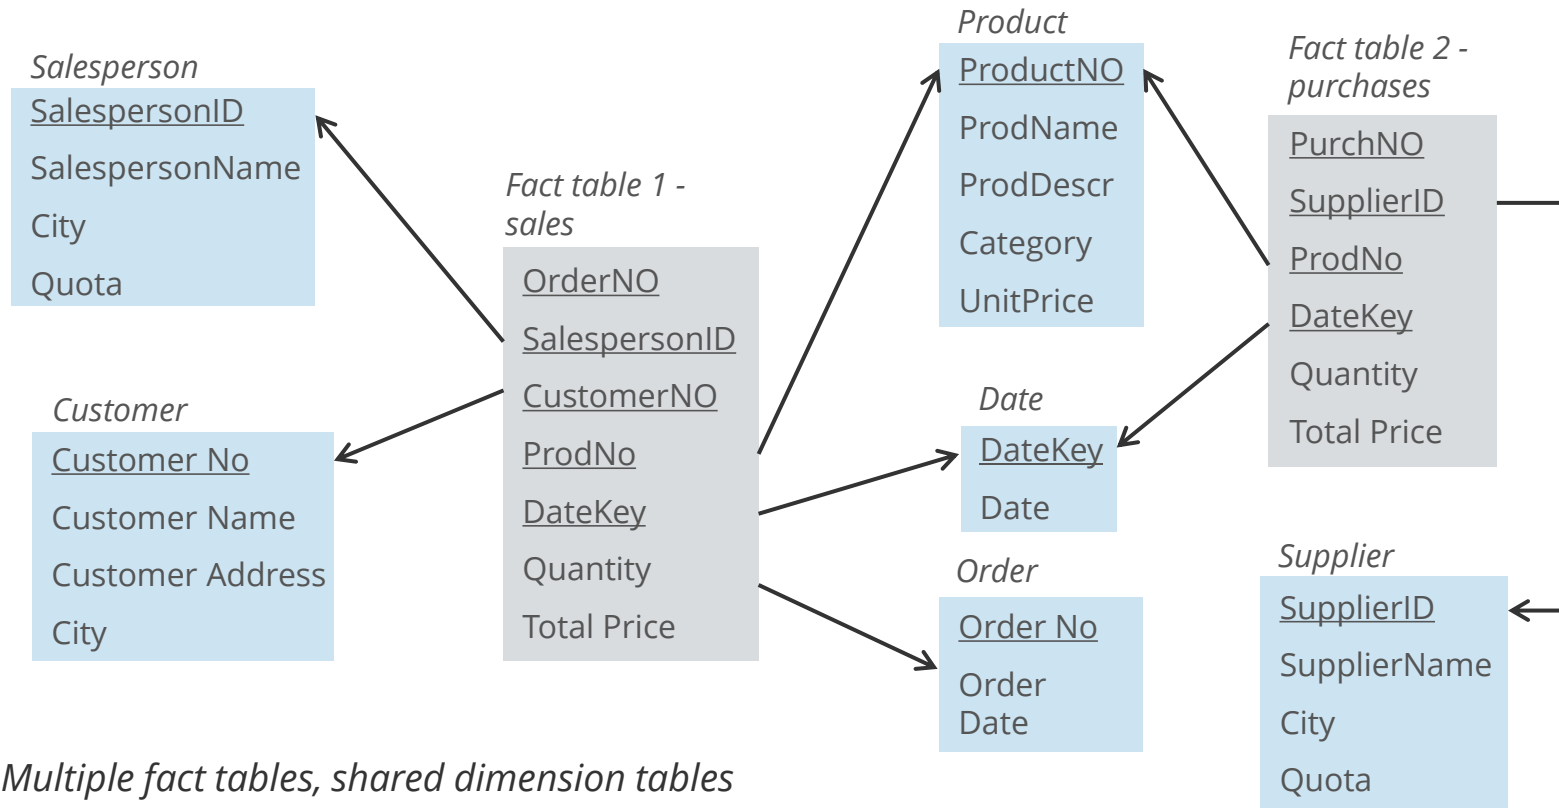 Salesperson
SalespersonID
SalespersonName
City
Quota
Customer
Customer No
Customer Name
Customer Address
City
Fact table 1 -
sales
OrderNO
SalespersonID
CustomerNO
ProdNo
DateKey
Quantity
Total Price
Product
ProductNO
ProdName
ProdDescr
Category
UnitPrice
Date
DateKey
Date
Order
Order No
Order
Date
Fact table 2 -
purchases
PurchNO
SupplierID
ProdNo
DateKey
Quantity
Total Price
Supplier
SupplierID
SupplierName
City
Quota
Multiple fact tables, shared dimension tables